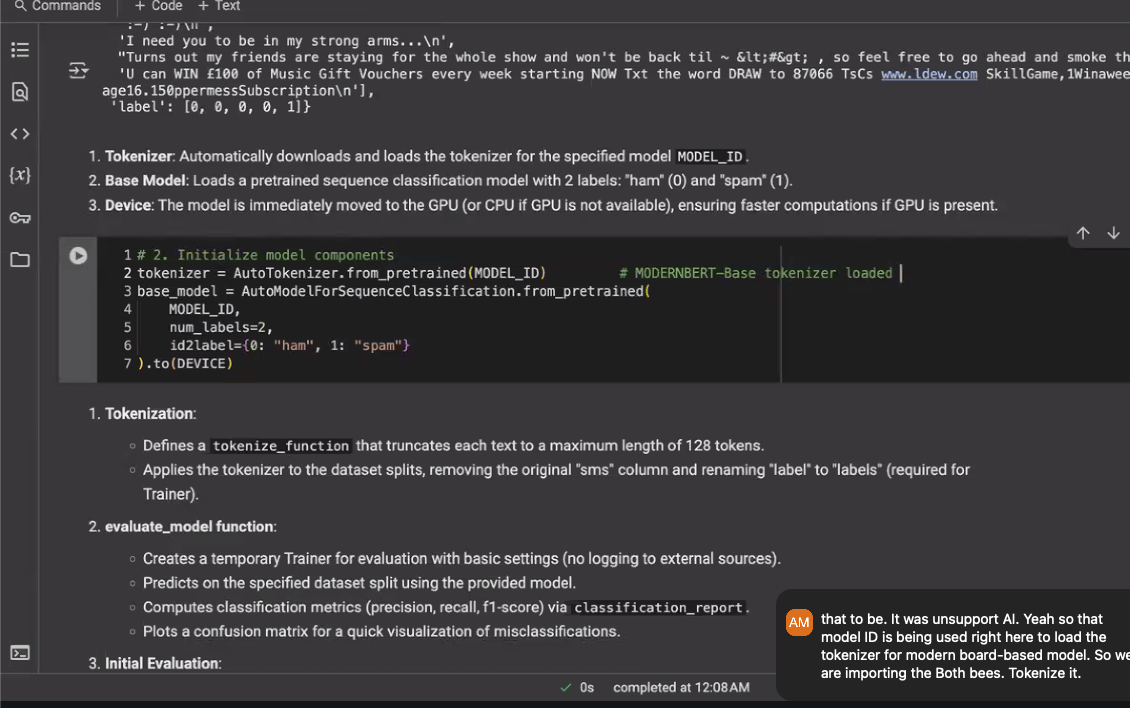 Commands + Code + Text
:=) :=)\n ,
'I need you to be in my strong arms...\n',
"Turns out my friends are staying for the whole show and won't be back til ~ &lt;#&gt; , so feel free to go ahead and smoke th
'U can WIN £100 of Music Gift Vouchers every week starting NOW Txt the word DRAW to 87066 TsCs www.ldew.com SkillGame,1Winawee
age16.150ppermessSubscription\n'],
'label': [0, 0, 0, 0, 1]}
1. Tokenizer: Automatically downloads and loads the tokenizer for the specified model MODEL_ID.
2. Base Model: Loads a pretrained sequence classification model with 2 labels: "ham" (0) and "spam" (1).
3. Device: The model is immediately moved to the GPU (or CPU if GPU is not available), ensuring faster computations if GPU is present.
1 # 2. Initialize model components
2 tokenizer = AutoTokenizer.from_pretrained(MODEL_ID) # MODERNBERT-Base tokenizer loaded
3 base_model = AutoModelForSequenceClassification.from_pretrained(
4 MODEL_ID,
5 num_labels=2,
6 id2label={0: "ham", 1: "spam"}
7 ).to(DEVICE)
1. Tokenization:
◦ Defines a tokenize_function that truncates each text to a maximum length of 128 tokens.
◦ Applies the tokenizer to the dataset splits, removing the original "sms" column and renaming "label" to "labels" (required for
Trainer).
2. evaluate_model function:
◦ Creates a temporary Trainer for evaluation with basic settings (no logging to external sources).
◦ Predicts on the specified dataset split using the provided model.
◦ Computes classification metrics (precision, recall, f1-score) via classification_report.
◦ Plots a confusion matrix for a quick visualization of misclassifications.
3. Initial Evaluation:
AM
that to be. It was unsupport AI. Yeah so that
model ID is being used right here to load the
tokenizer for modern board-based model. So we
are importing the Both bees. Tokenize it.
0s completed at 12:08 AM